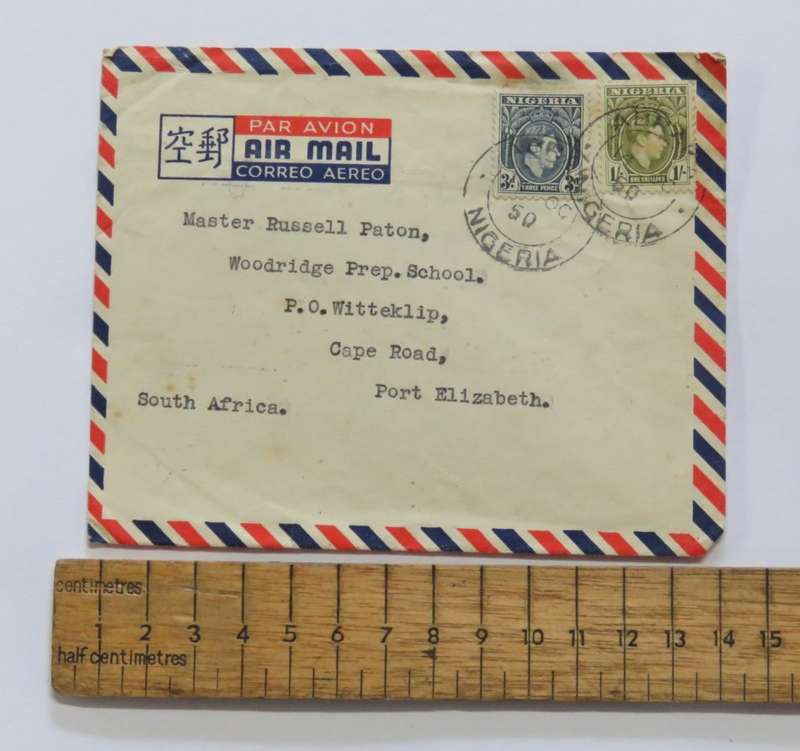 空郵
PAR AVION
AIR MAIL
CORREO AEREO
NIGERIA
3d
THREE PENCE
3d
NIGERIA
1/-
ONE SHILLING
1/-
OC
50
NIGERIA
50
NIGERIA
Master Russell Paton,
Woodridge Prep.School.
P.O.Witteklip,
Cape Road,
Port Elizabeth.
South Africa.
centimetres
1 2 3 4 5 6 7 8 9 10 11 12 13 14 15
half centimetres